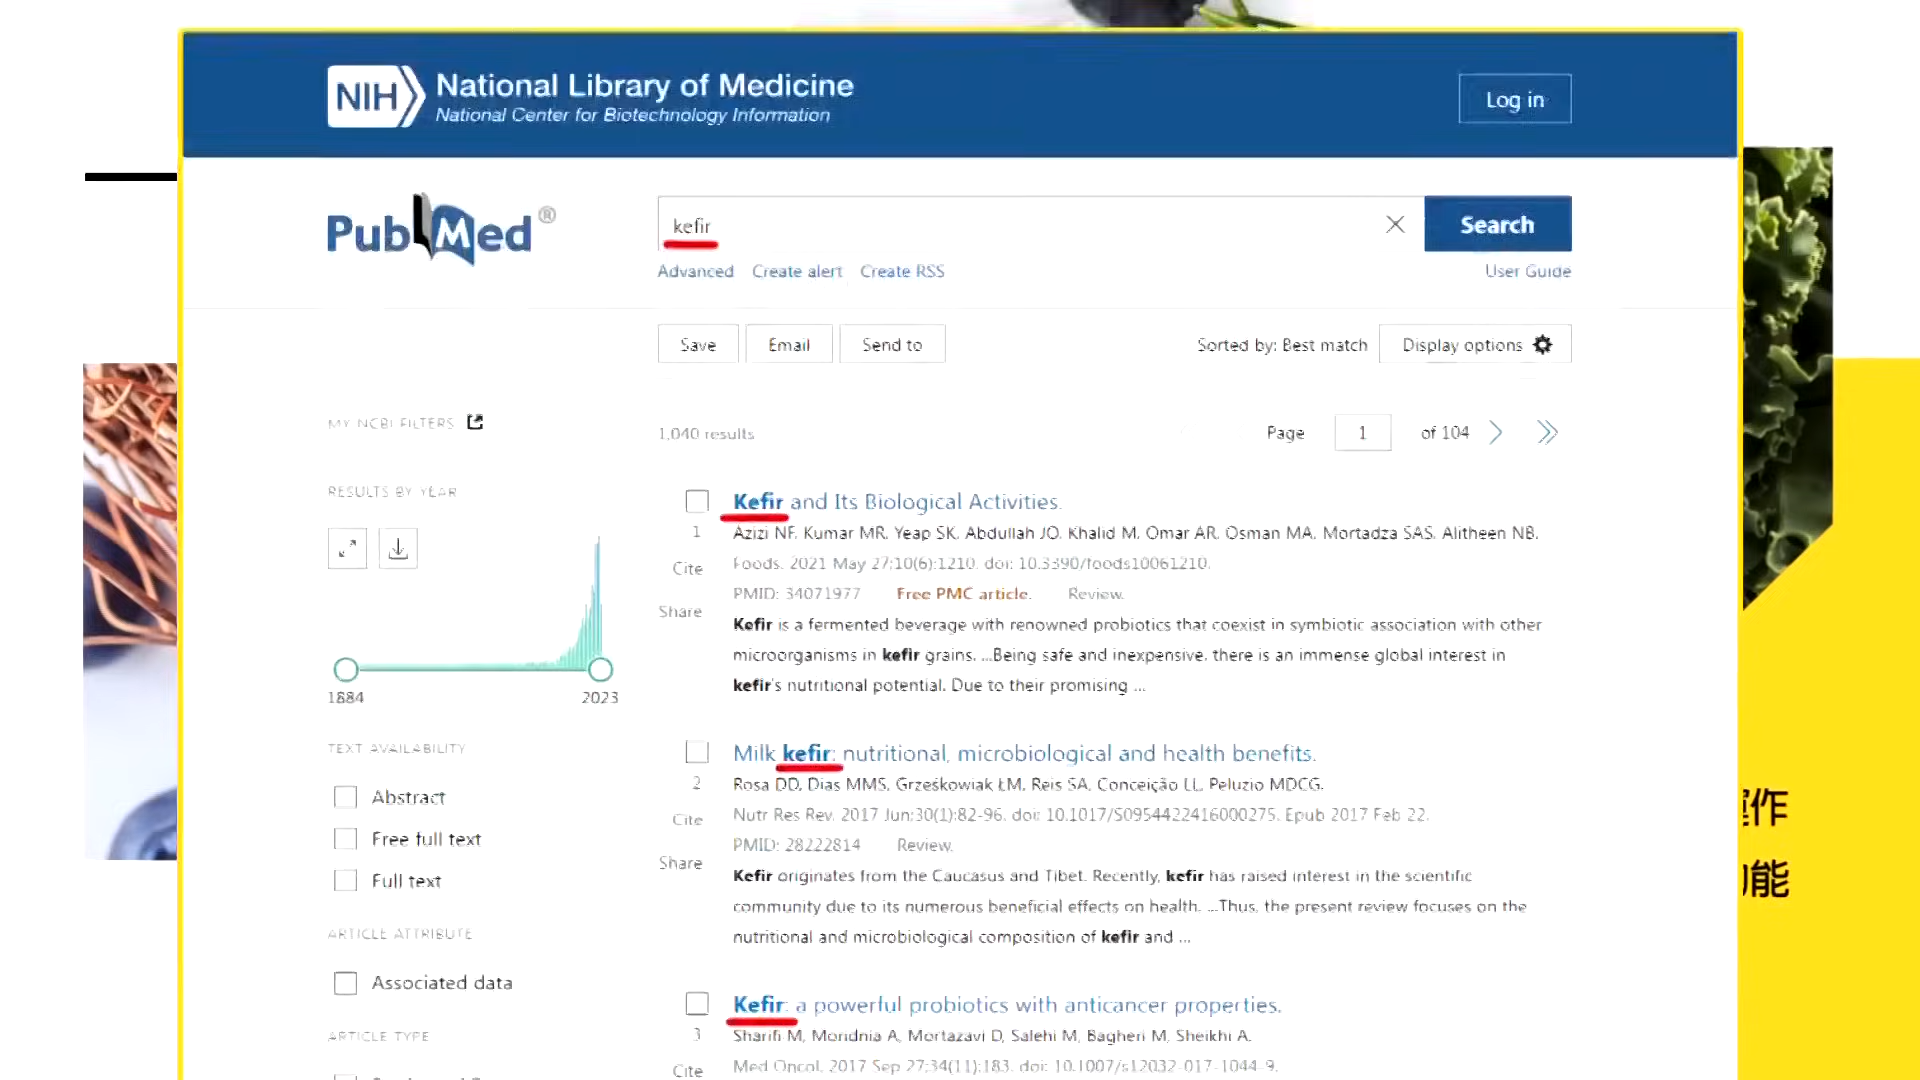 NIH National Library of Medicine
National Center for Biotechnology Information
Log in
PubMed®
kefir
Search
Advanced Create alert Create RSS
User Guide
Save Email Send to
Sorted by: Best match
Display options
MY NCBI FILTERS
1,040 results
Page 1 of 104
RESULTS BY YEAR
1884 2023
TEXT AVAILABILITY
Abstract
Free full text
Full text
ARTICLE ATTRIBUTE
Associated data
ARTICLE TYPE
Kefir and Its Biological Activities.
1
Azizi NF, Kumar MR, Yeap SK, Abdullah JO, Khalid M, Omar AR, Osman MA, Mortadza SAS, Alitheen NB.
Cite
Foods. 2021 May 27;10(6):1210. doi: 10.3390/foods10061210.
PMID: 34071977 Free PMC article. Review.
Share
Kefir is a fermented beverage with renowned probiotics that coexist in symbiotic association with other
microorganisms in kefir grains. ...Being safe and inexpensive, there is an immense global interest in
kefir's nutritional potential. Due to their promising ...
Milk kefir: nutritional, microbiological and health benefits.
2
Rosa DD, Dias MMS, Grześkowiak ŁM, Reis SA, Conceição LL, Peluzio MDCG.
Cite
Nutr Res Rev. 2017 Jun;30(1):82-96. doi: 10.1017/S0954422416000275. Epub 2017 Feb 22.
PMID: 28222814 Review.
Share
Kefir originates from the Caucasus and Tibet. Recently, kefir has raised interest in the scientific
community due to its numerous beneficial effects on health. ...Thus, the present review focuses on the
nutritional and microbiological composition of kefir and ...
Kefir: a powerful probiotics with anticancer properties.
3
Sharifi M, Moridnia A, Mortazavi D, Salehi M, Bagheri M, Sheikhi A.
Cite
Med Oncol. 2017 Sep 27;34(11):183. doi: 10.1007/s12032-017-1044-9.
作
能